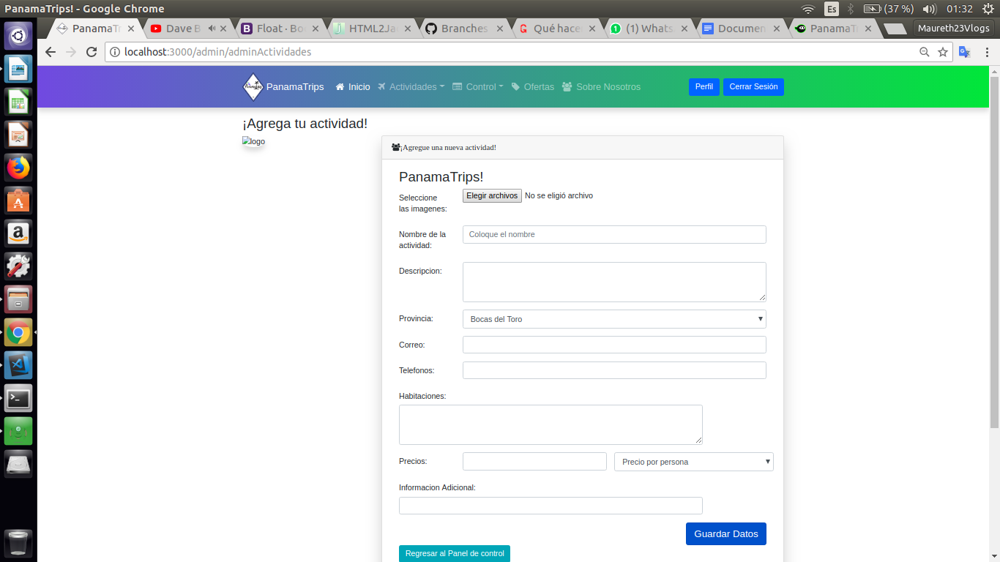 PanamaTrips! - Google Chrome
Es
(37 %)
01:32
PanamaTr
Dave B
Float · Bo
HTML2Ja
Branches
Qué hace
(1) Whats
Documen
PanamaTr
Maureth23Vlogs
localhost:3000/admin/adminActividades
PanamaTrips
Inicio
Actividades
Control
Ofertas
Sobre Nosotros
Perfil
Cerrar Sesión
¡Agrega tu actividad!
logo
¡Agregue una nueva actividad!
PanamaTrips!
Seleccione
las imagenes:
Elegir archivos No se eligió archivo
Nombre de la
actividad:
Coloque el nombre
Descripcion:
Provincia:
Bocas del Toro
Correo:
Telefonos:
Habitaciones:
Precios:
Precio por persona
Informacion Adicional:
Guardar Datos
Regresar al Panel de control